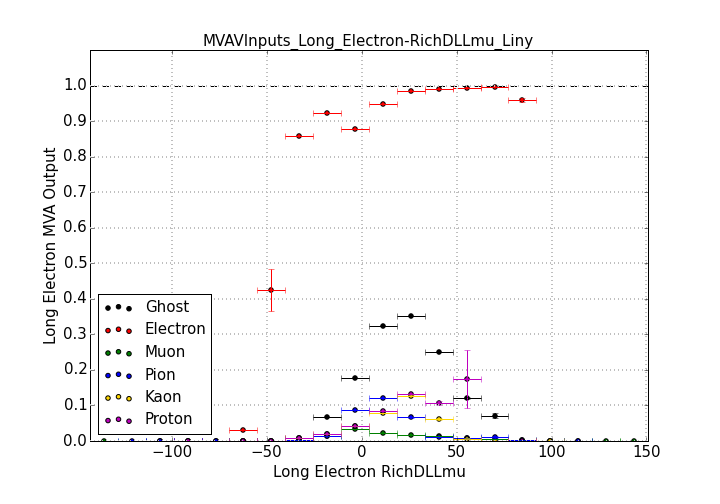 MVAVInputs_Long_Electron-RichDLLmu_Liny
Long Electron MVA Output
1.0
0.9
0.8
0.7
0.6
0.5
0.4
0.3
0.2
0.1
0.0
Ghost
Electron
Muon
Pion
Kaon
Proton
−100 −50 0 50 100 150
Long Electron RichDLLmu